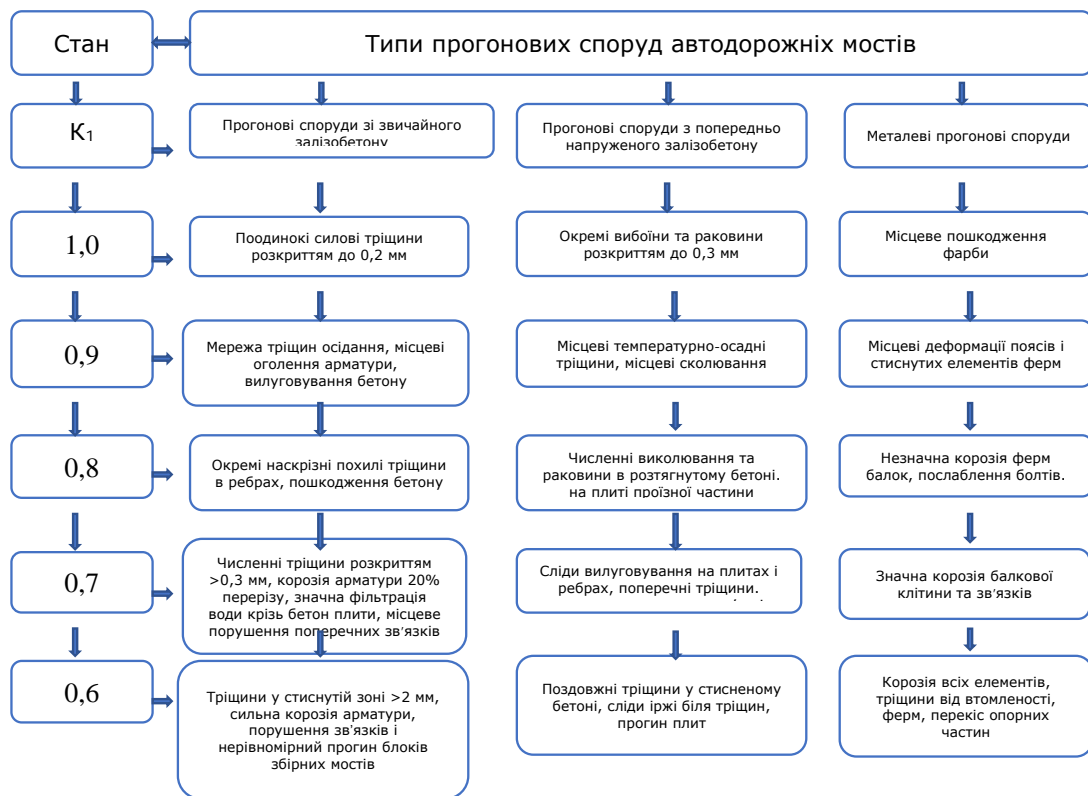 Стан
Типи прогонових споруд автодорожніх мостів
К1
Прогонові споруди зі звичайного
залізобетону
Прогонові споруди з попередньо
напруженого залізобетону
Металеві прогонові споруди
1,0
Поодинокі силові тріщини
розкриттям до 0,2 мм
Окремі вибоїни та раковини
розкриттям до 0,3 мм
Місцеве пошкодження
фарби
0,9
Мережа тріщин осідання, місцеві
оголення арматури,
вилуговування бетону
Місцеві температурно-осадні
тріщини, місцеві сколювання
Місцеві деформації поясів і
стиснутих елементів ферм
0,8
Окремі наскрізні похилі тріщини
в ребрах, пошкодження бетону
Численні виколювання та
раковини в розтягнутому бетоні.
на плиті проїзної частини
Незначна корозія ферм
балок, послаблення болтів.
0,7
Численні тріщини розкриттям
>0,3 мм, корозія арматури 20%
перерізу, значна фільтрація
води крізь бетон плити, місцеве
порушення поперечних зв'язків
Сліди вилуговування на плитах і
ребрах, поперечні тріщини.
Значна корозія балкової
клітини та зв'язків
0,6
Тріщини у стиснутій зоні >2 мм,
сильна корозія арматури,
порушення зв'язків і
нерівномірний прогин блоків
збірних мостів
Поздовжні тріщини у стисненому
бетоні, сліди іржі біля тріщин,
прогин плит
Корозія всіх елементів,
тріщини від втомленості,
ферм, перекіс опорних
частин